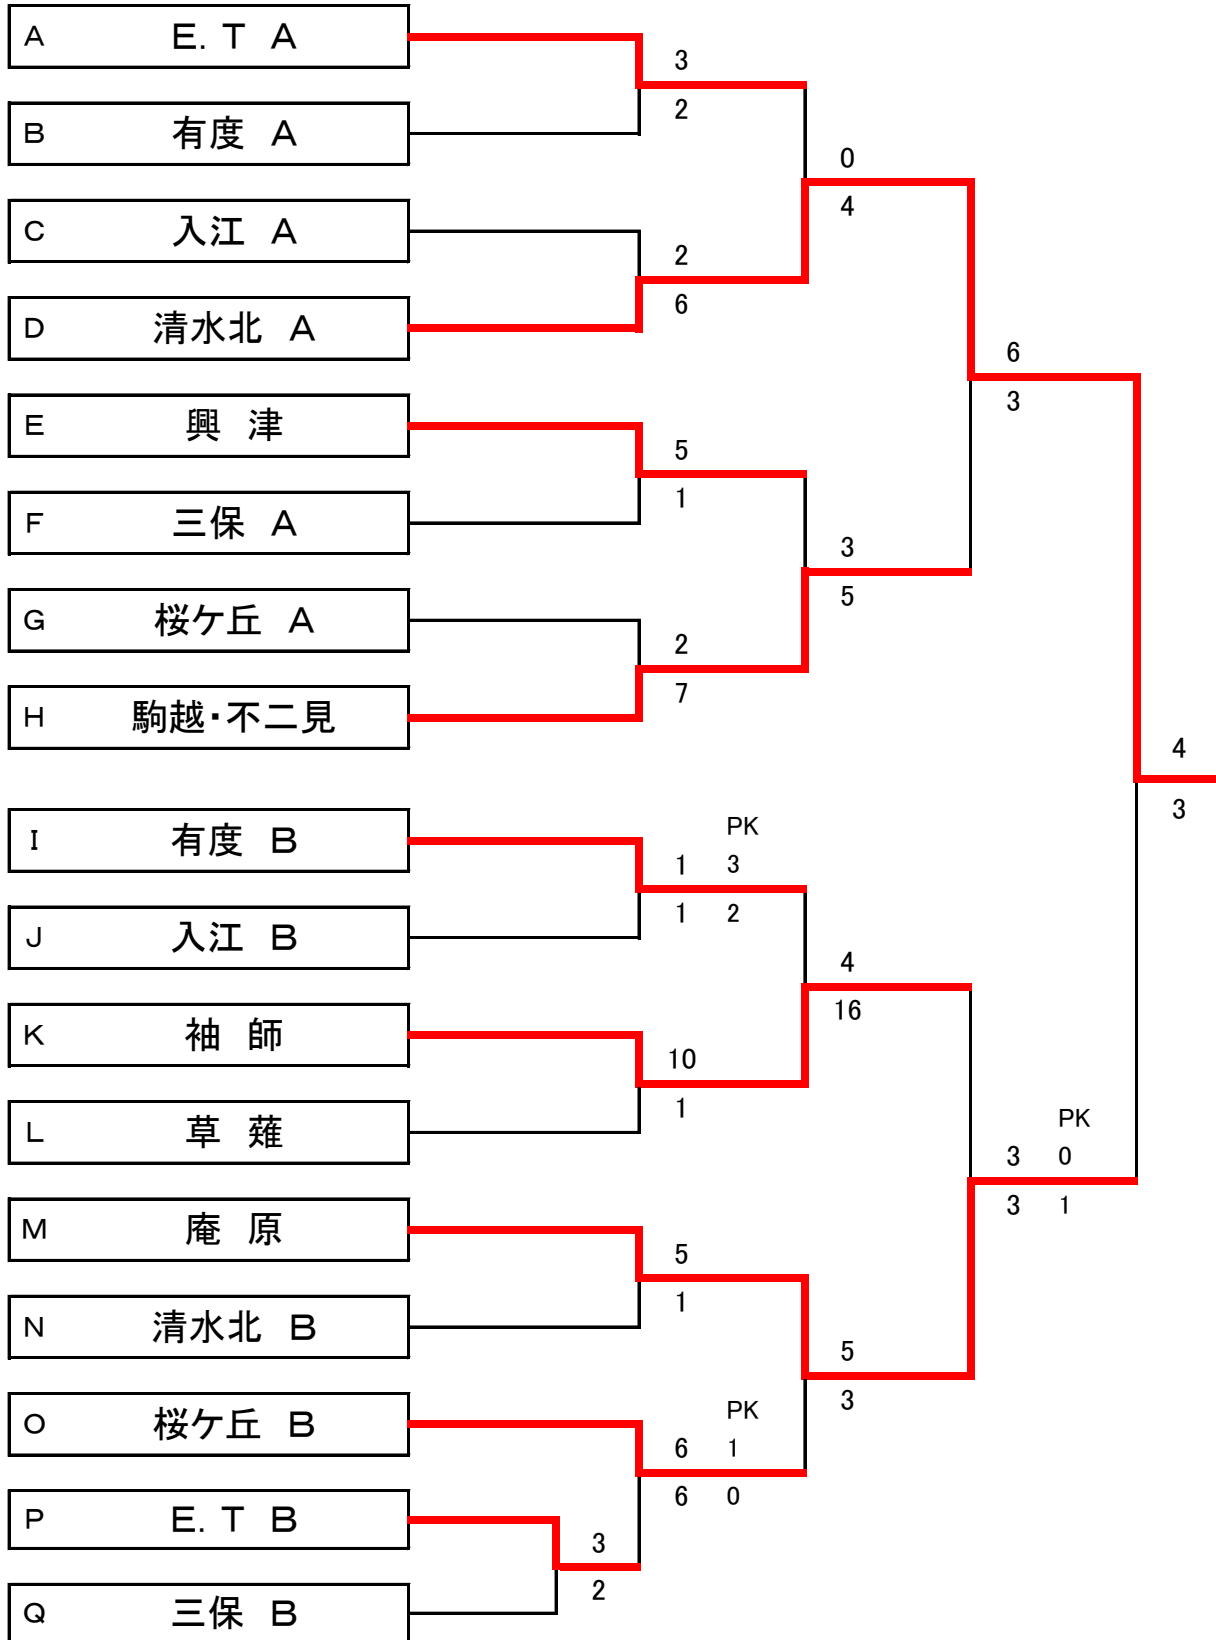 A E.T A
3
2
B 有度 A
0
4
C 入江 A
2
6
D 清水北 A
6
3
E 興津
5
1
F 三保 A
3
5
G 桜ケ丘 A
2
7
H 駒越・不二見
4
3
I 有度 B
PK
1 3
1 2
J 入江 B
4
16
K 袖師
10
1
L 草薙
PK
3 0
3 1
M 庵原
5
1
N 清水北 B
5
3
O 桜ケ丘 B
PK
6 1
6 0
P E.T B
3
2
Q 三保 B